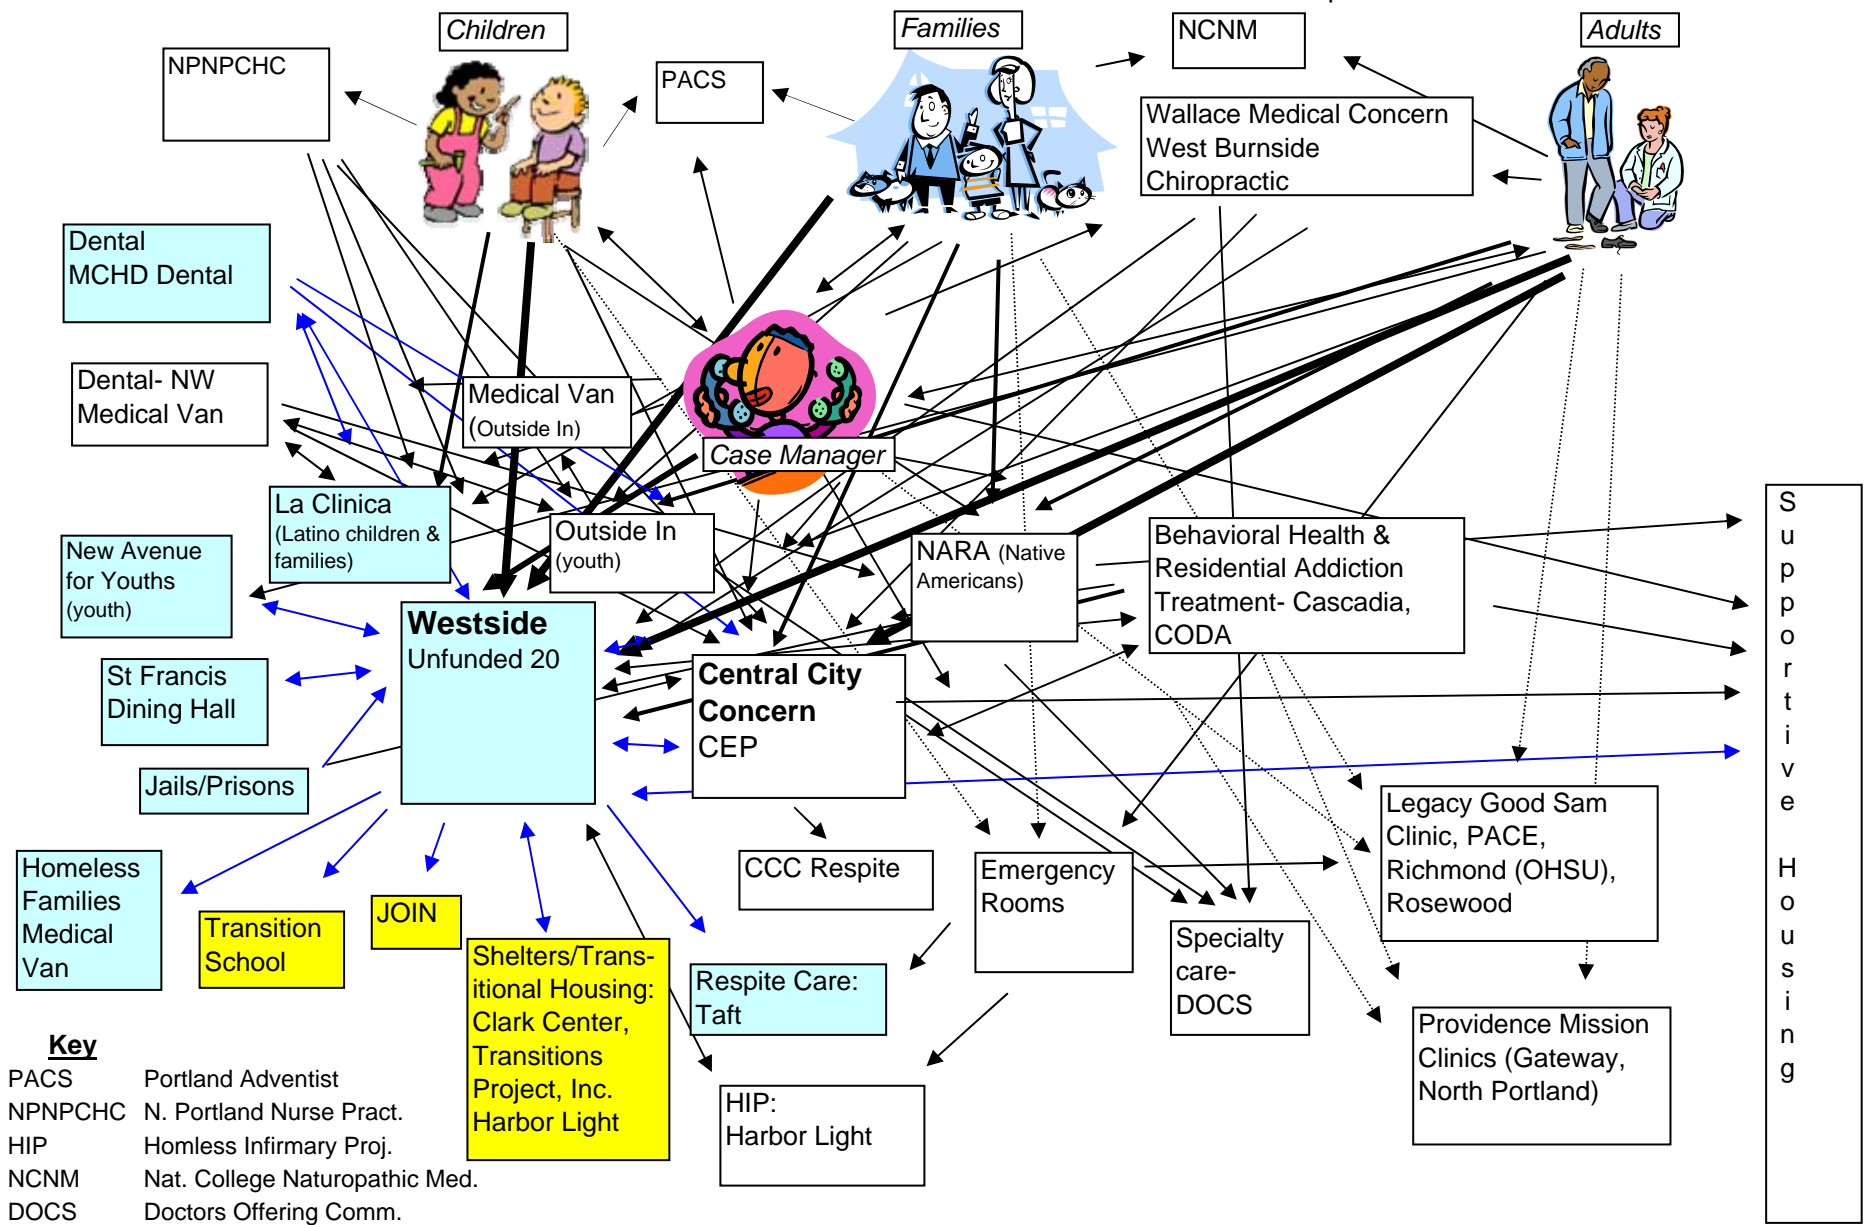 Children
Families
NCNM
Adults
NPNPCHC
PACS
Wallace Medical Concern
West Burnside
Chiropractic
Dental
MCHD Dental
Dental- NW
Medical Van
Medical Van
(Outside In)
Case Manager
La Clinica
(Latino children &
families)
Outside In
(youth)
NARA (Native
Americans)
Behavioral Health &
Residential Addiction
Treatment- Cascadia,
CODA
Supportive Housing
New Avenue
for Youths
(youth)
Westside
Unfunded 20
Central City
Concern
CEP
St Francis
Dining Hall
Jails/Prisons
Legacy Good Sam
Clinic, PACE,
Richmond (OHSU),
Rosewood
Homeless
Families
Medical
Van
Transition
School
JOIN
CCC Respite
Emergency
Rooms
Shelters/Trans-
itional Housing:
Clark Center,
Transitions
Project, Inc.
Harbor Light
Respite Care:
Taft
Specialty
care-
DOCS
Providence Mission
Clinics (Gateway,
North Portland)
HIP:
Harbor Light
Key
PACS Portland Adventist
NPNPCHC N. Portland Nurse Pract.
HIP Homless Infirmary Proj.
NCNM Nat. College Naturopathic Med.
DOCS Doctors Offering Comm.